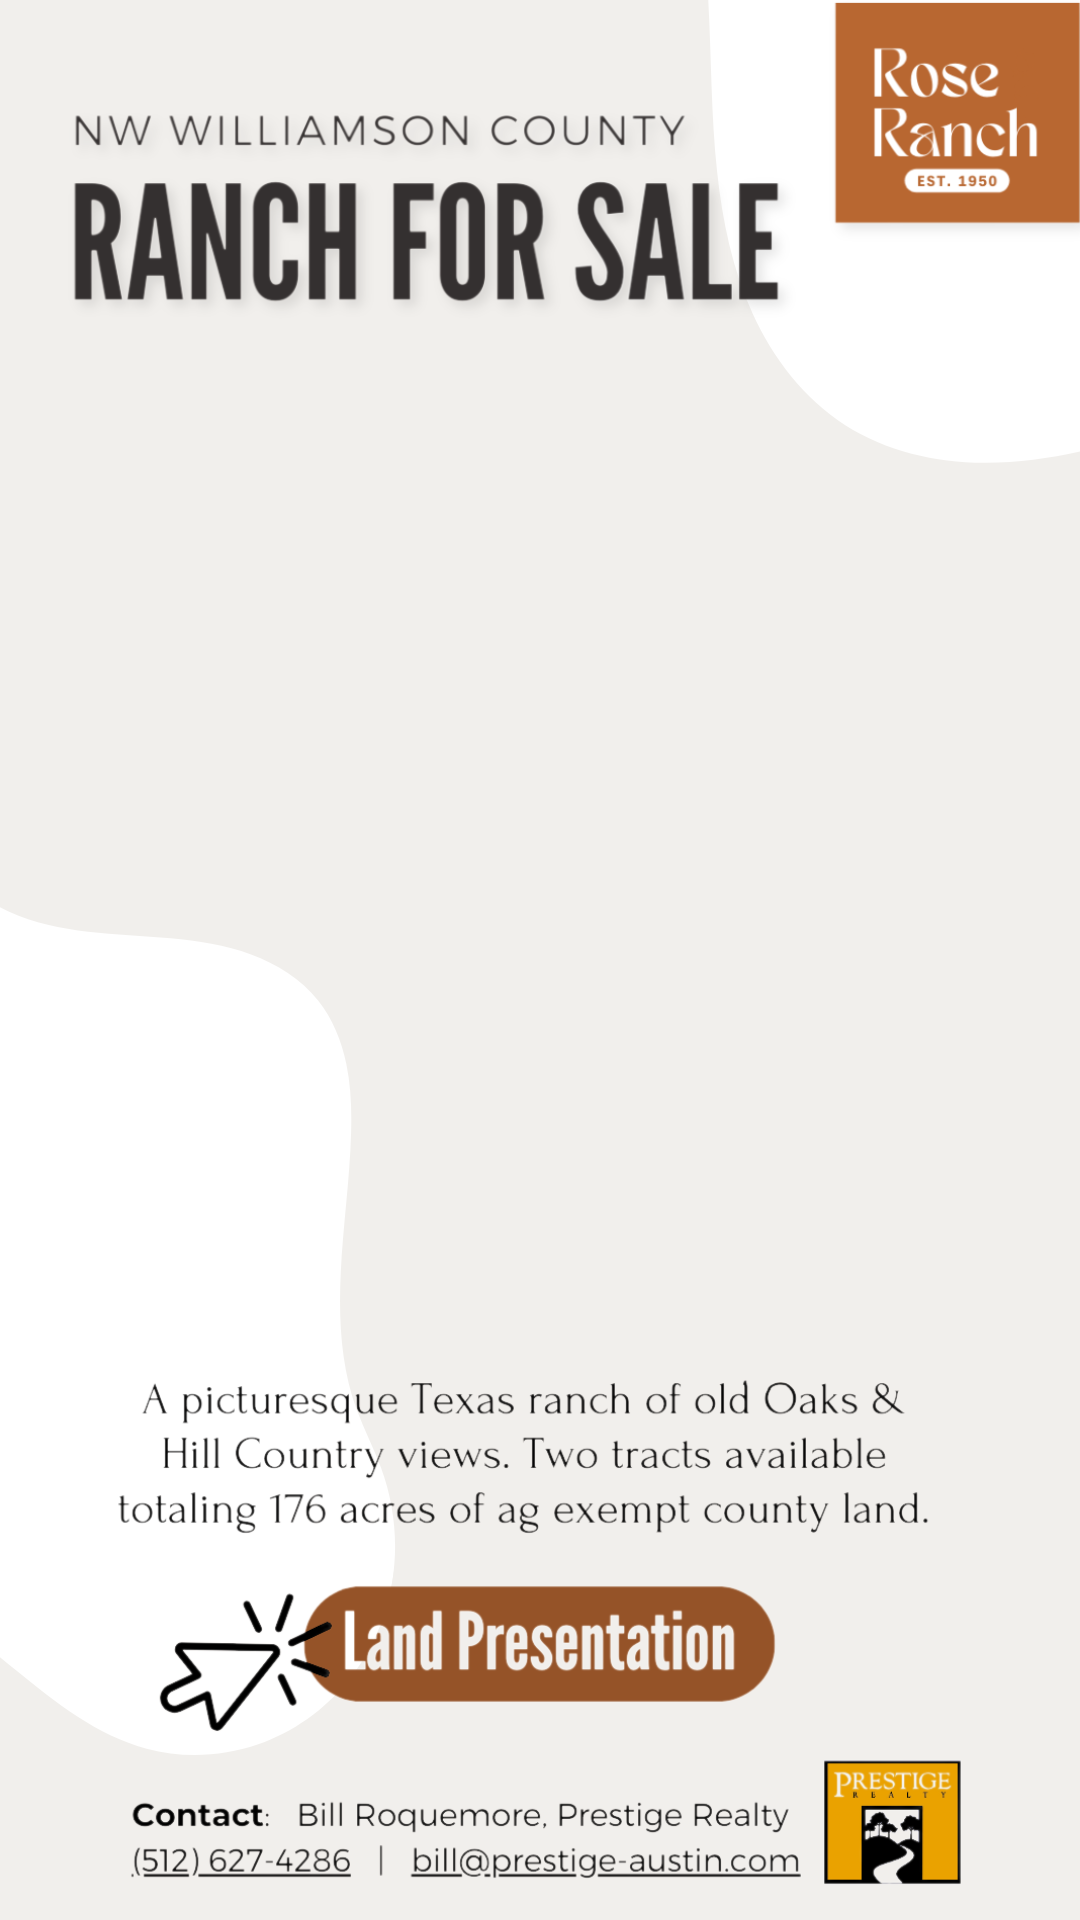 Rose
Ranch
EST. 1950
NW WILLIAMSON COUNTY
RANCH FOR SALE
A picturesque Texas ranch of old Oaks &
Hill Country views. Two tracts available
totaling 176 acres of ag exempt county land.
Land Presentation
Contact: Bill Roquemore, Prestige Realty
(512) 627-4286 | bill@prestige-austin.com
PRESTIGE
REALTY